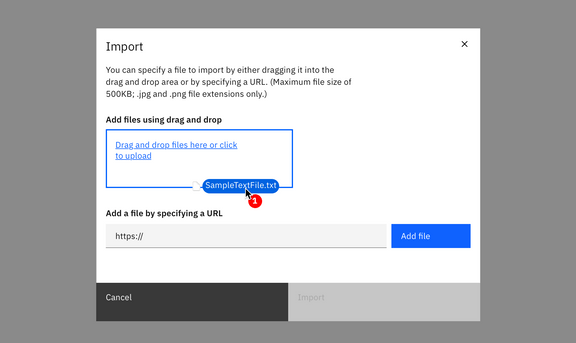 Import
You can specify a file to import by either dragging it into the
drag and drop area or by specifying a URL. (Maximum file size of
500KB; .jpg and .png file extensions only.)
Add files using drag and drop
Drag and drop files here or click
to upload
SampleTextFile.txt
1
Add a file by specifying a URL
https://
Add file
Cancel
Import